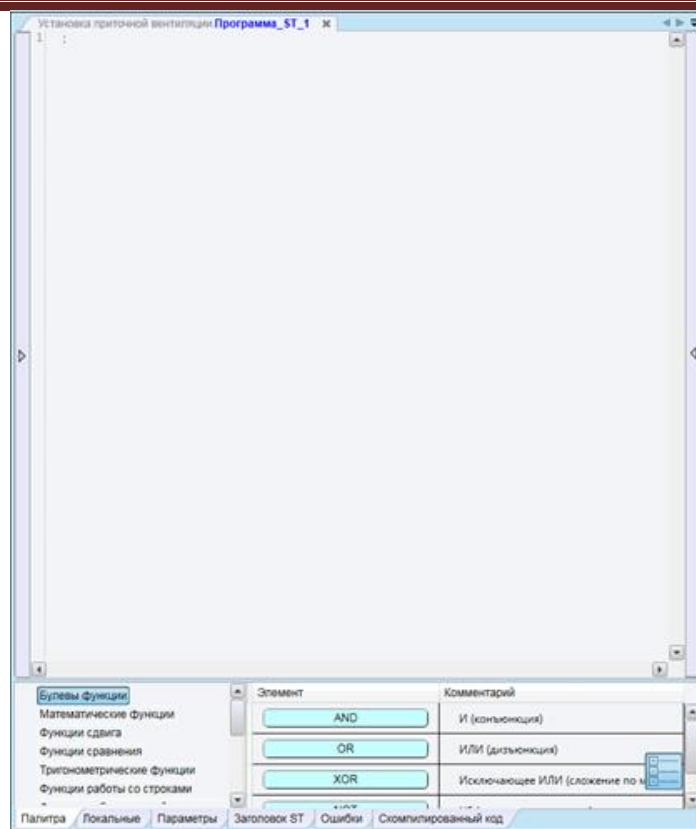 Установка приточной вентиляции.Программа_ST_1
1 ;
Булевы функции
Математические функции
Функции сдвига
Функции сравнения
Тригонометрические функции
Функции работы со строками
Элемент Комментарий
AND И (конъюнкция)
OR ИЛИ (дизъюнкция)
XOR Исключающее ИЛИ (сложение по м
NOT
Палитра Локальные Параметры Заголовок ST Ошибки Скомпилированный код